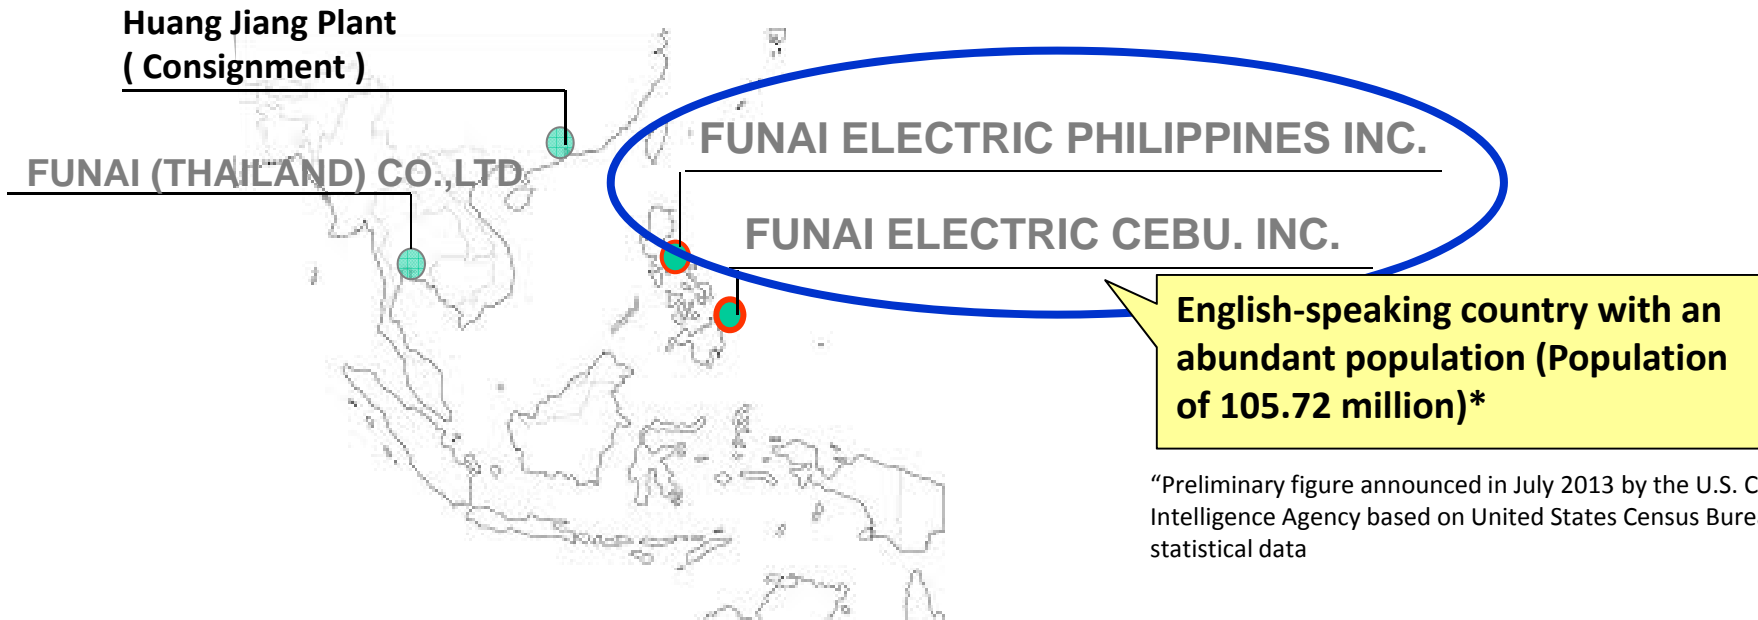 Huang Jiang Plant
( Consignment )
FUNAI (THAILAND) CO.,LTD
FUNAI ELECTRIC PHILIPPINES INC.
FUNAI ELECTRIC CEBU. INC.
English-speaking country with an
abundant population (Population
of 105.72 million)*
“Preliminary figure announced in July 2013 by the U.S.
Intelligence Agency based on United States Census
statistical data